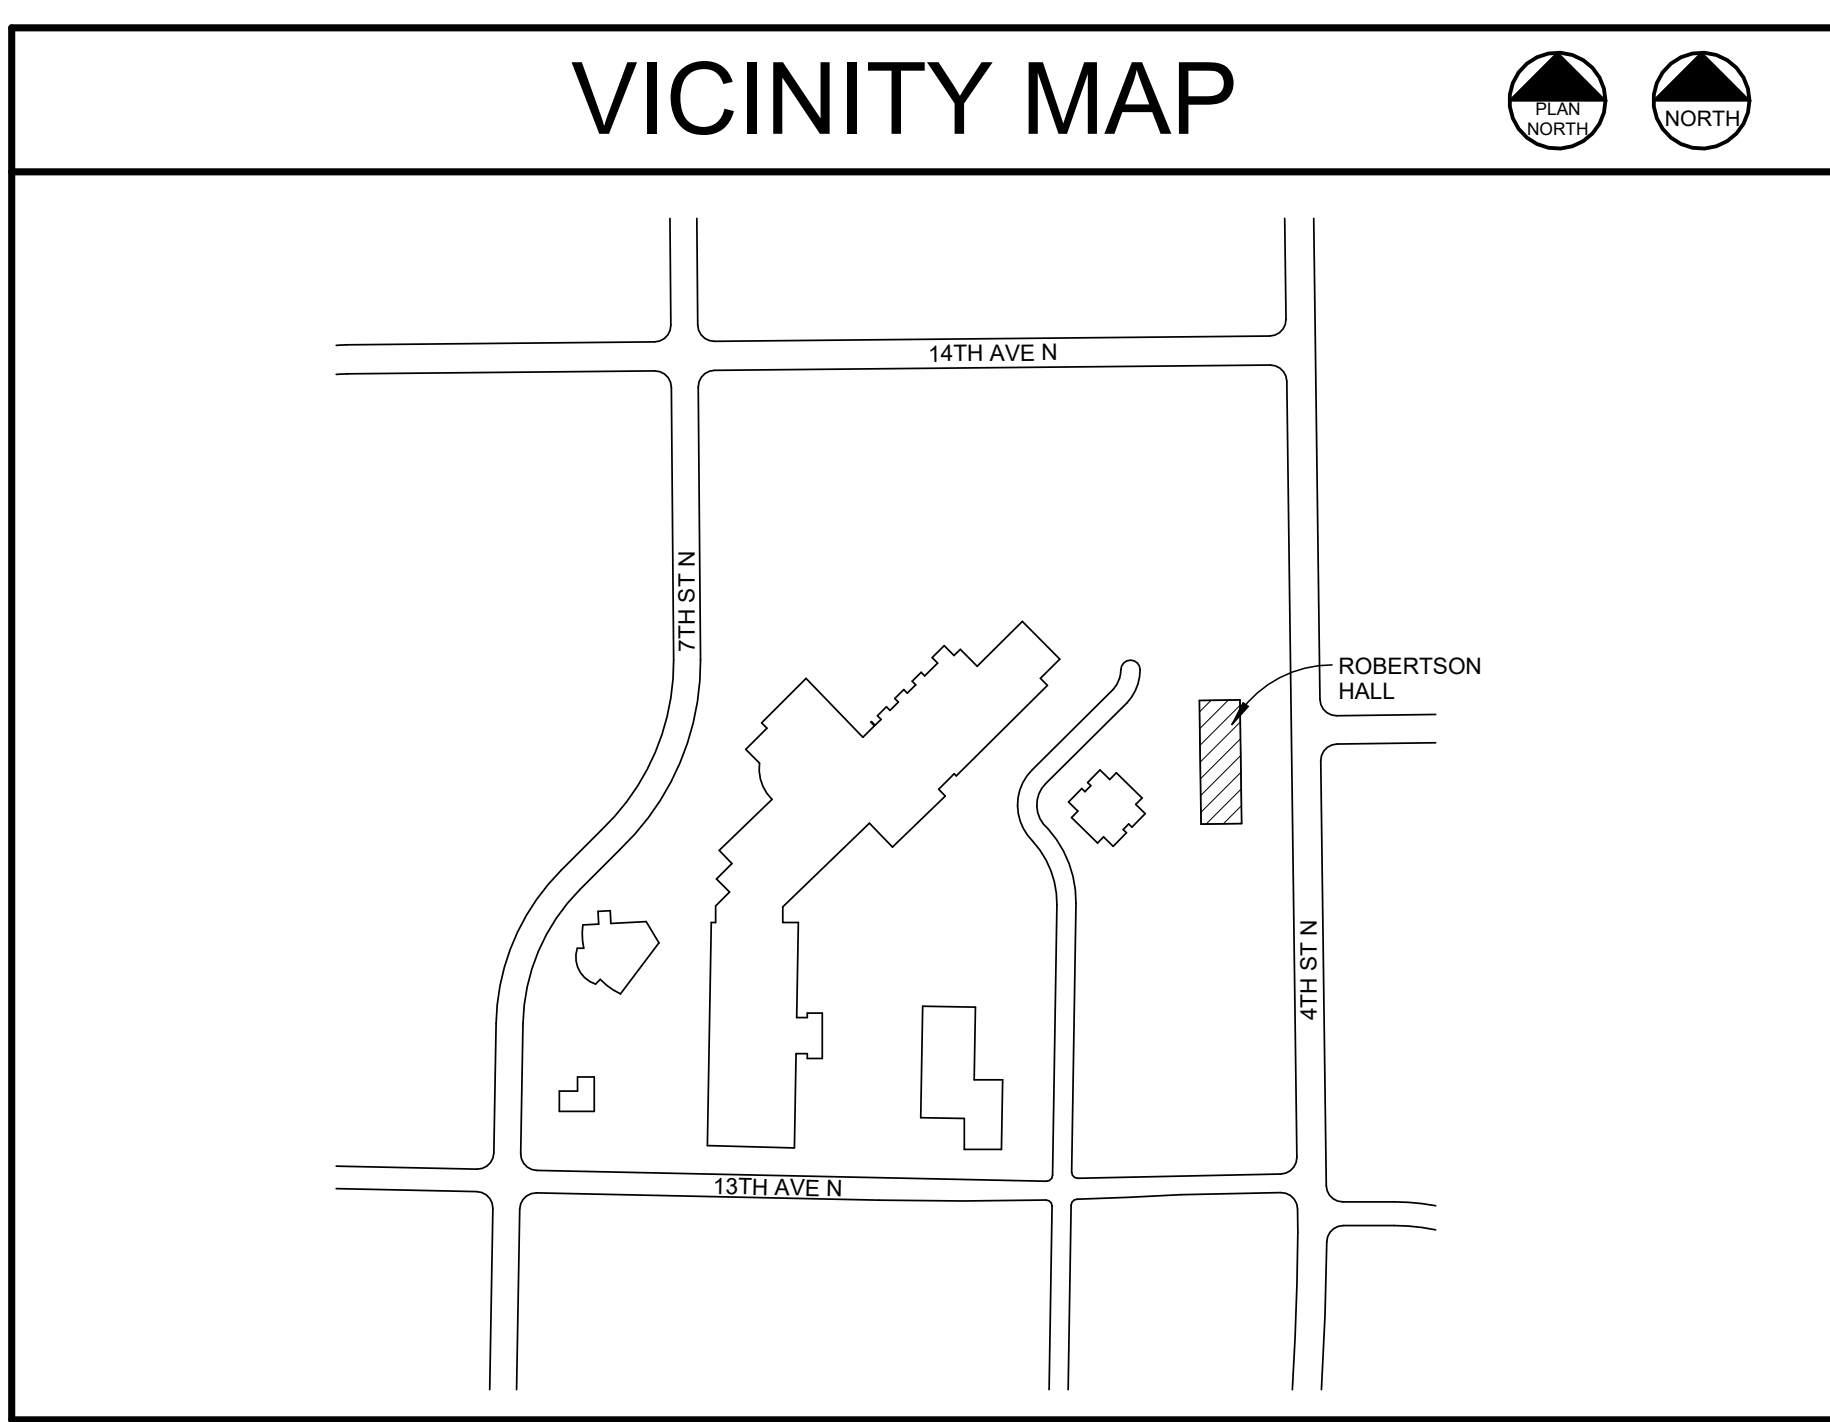 VICINITY MAP
PLAN
NORTH
NORTH
14TH AVE N
7TH ST N
ROBERTSON
HALL
4TH ST N
13TH AVE N